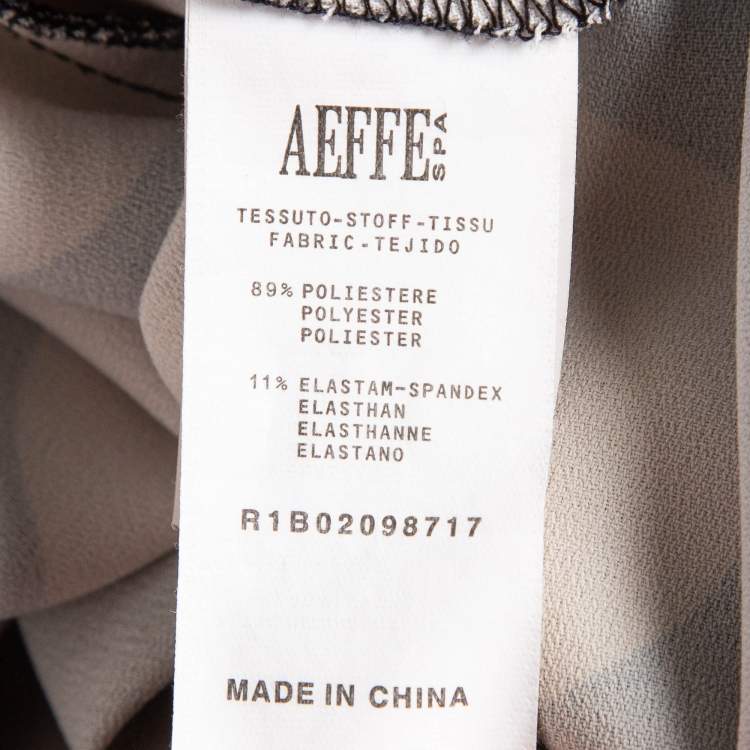 AEFFE SPA
TESSUTO-STOFF-TISSU
FABRIC-TEJIDO
89% POLIESTERE
POLYESTER
POLIESTER
11% ELASTAM-SPANDEX
ELASTHAN
ELASTHANNE
ELASTANO
R1B02098717
MADE IN CHINA